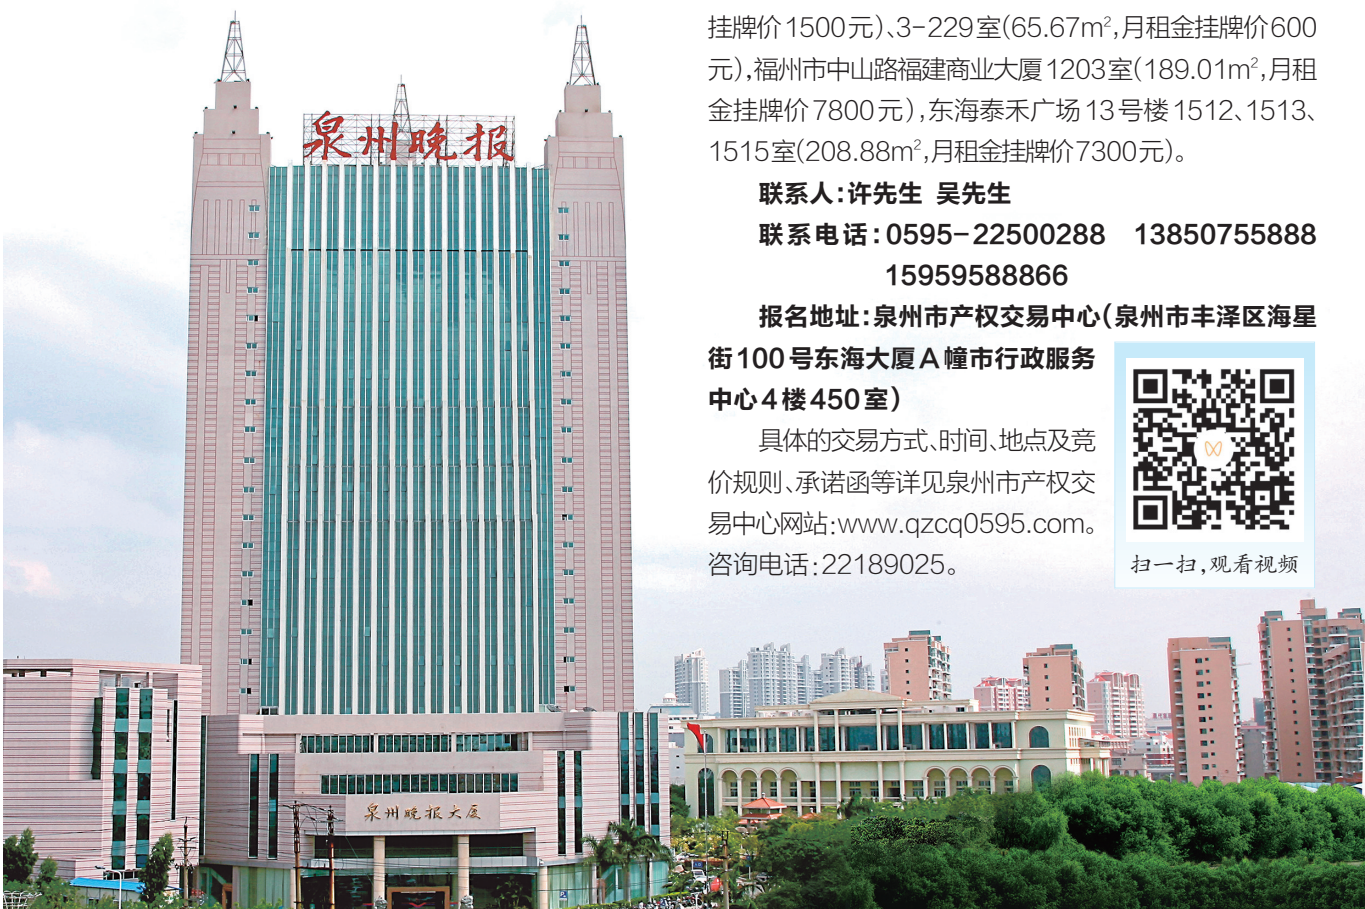 挂牌价1500元)、3-229室(65.67m²,月租金挂牌价600
元),福州市中山路福建商业大厦1203室(189.01m²,月租
金挂牌价7800元),东海泰禾广场13号楼1512、1513、
1515室(208.88m²,月租金挂牌价7300元)。
联系人:许先生 吴先生
联系电话:0595-22500288 13850755888
15959588866
报名地址:泉州市产权交易中心(泉州市丰泽区海星
街100号东海大厦A幢市行政服务
中心4楼450室)
具体的交易方式、时间、地点及竞
价规则、承诺函等详见泉州市产权交
易中心网站:www.qzcq0595.com。
咨询电话:22189025。
扫一扫,观看视频
泉州晚报
泉州晚报大厦